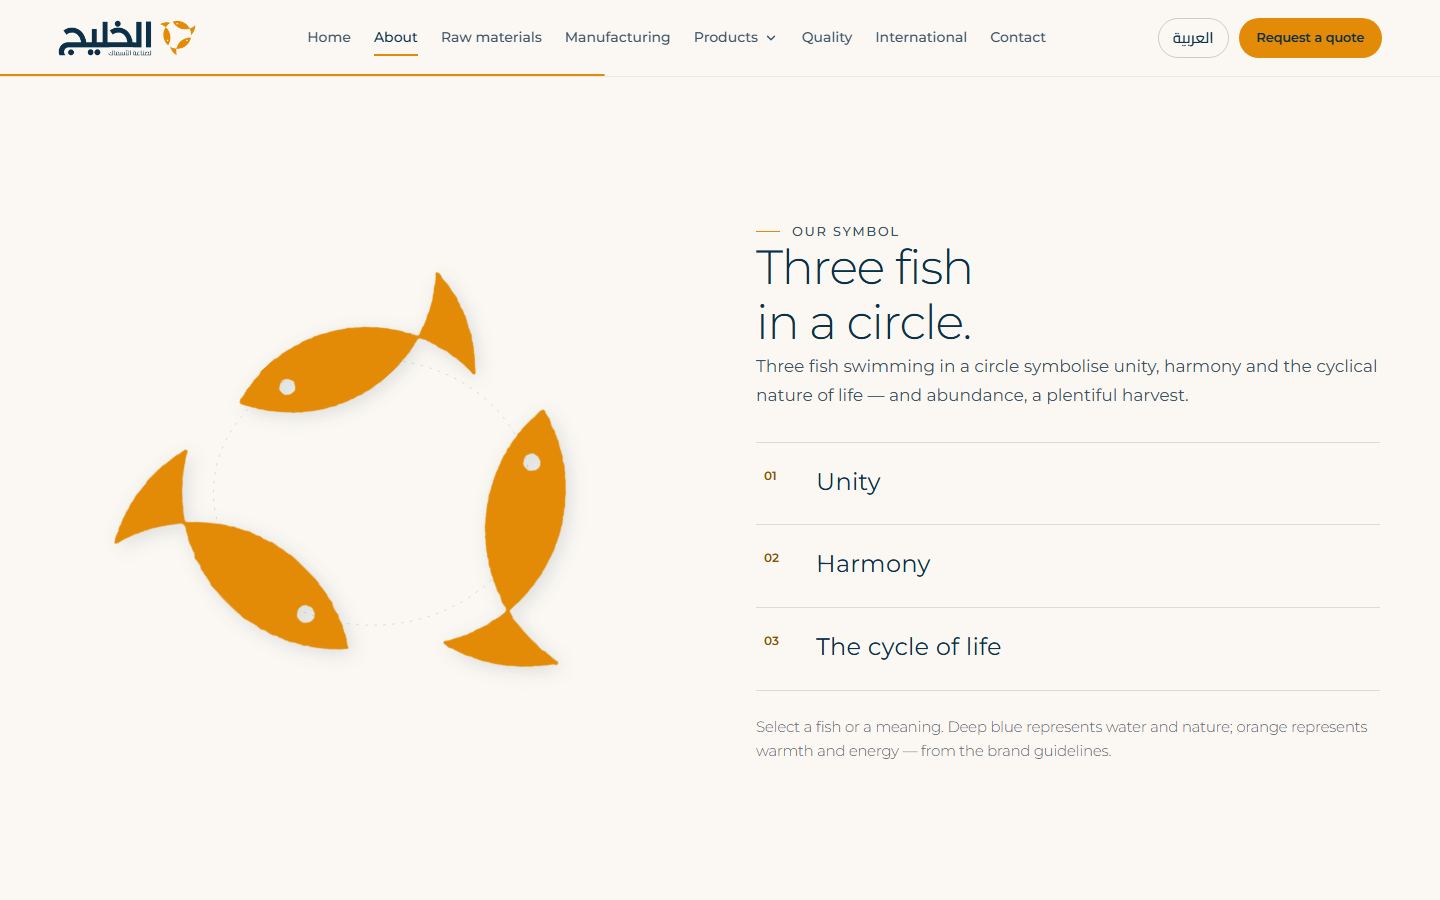 الخليج
لصناعة الأسماك
Home
About
Raw materials
Manufacturing
Products
Quality
International
Contact
العربية
Request a quote
OUR SYMBOL
Three fish
in a circle.
Three fish swimming in a circle symbolise unity, harmony and the cyclical
nature of life — and abundance, a plentiful harvest.
01 Unity
02 Harmony
03 The cycle of life
Select a fish or a meaning. Deep blue represents water and nature; orange represents
warmth and energy — from the brand guidelines.